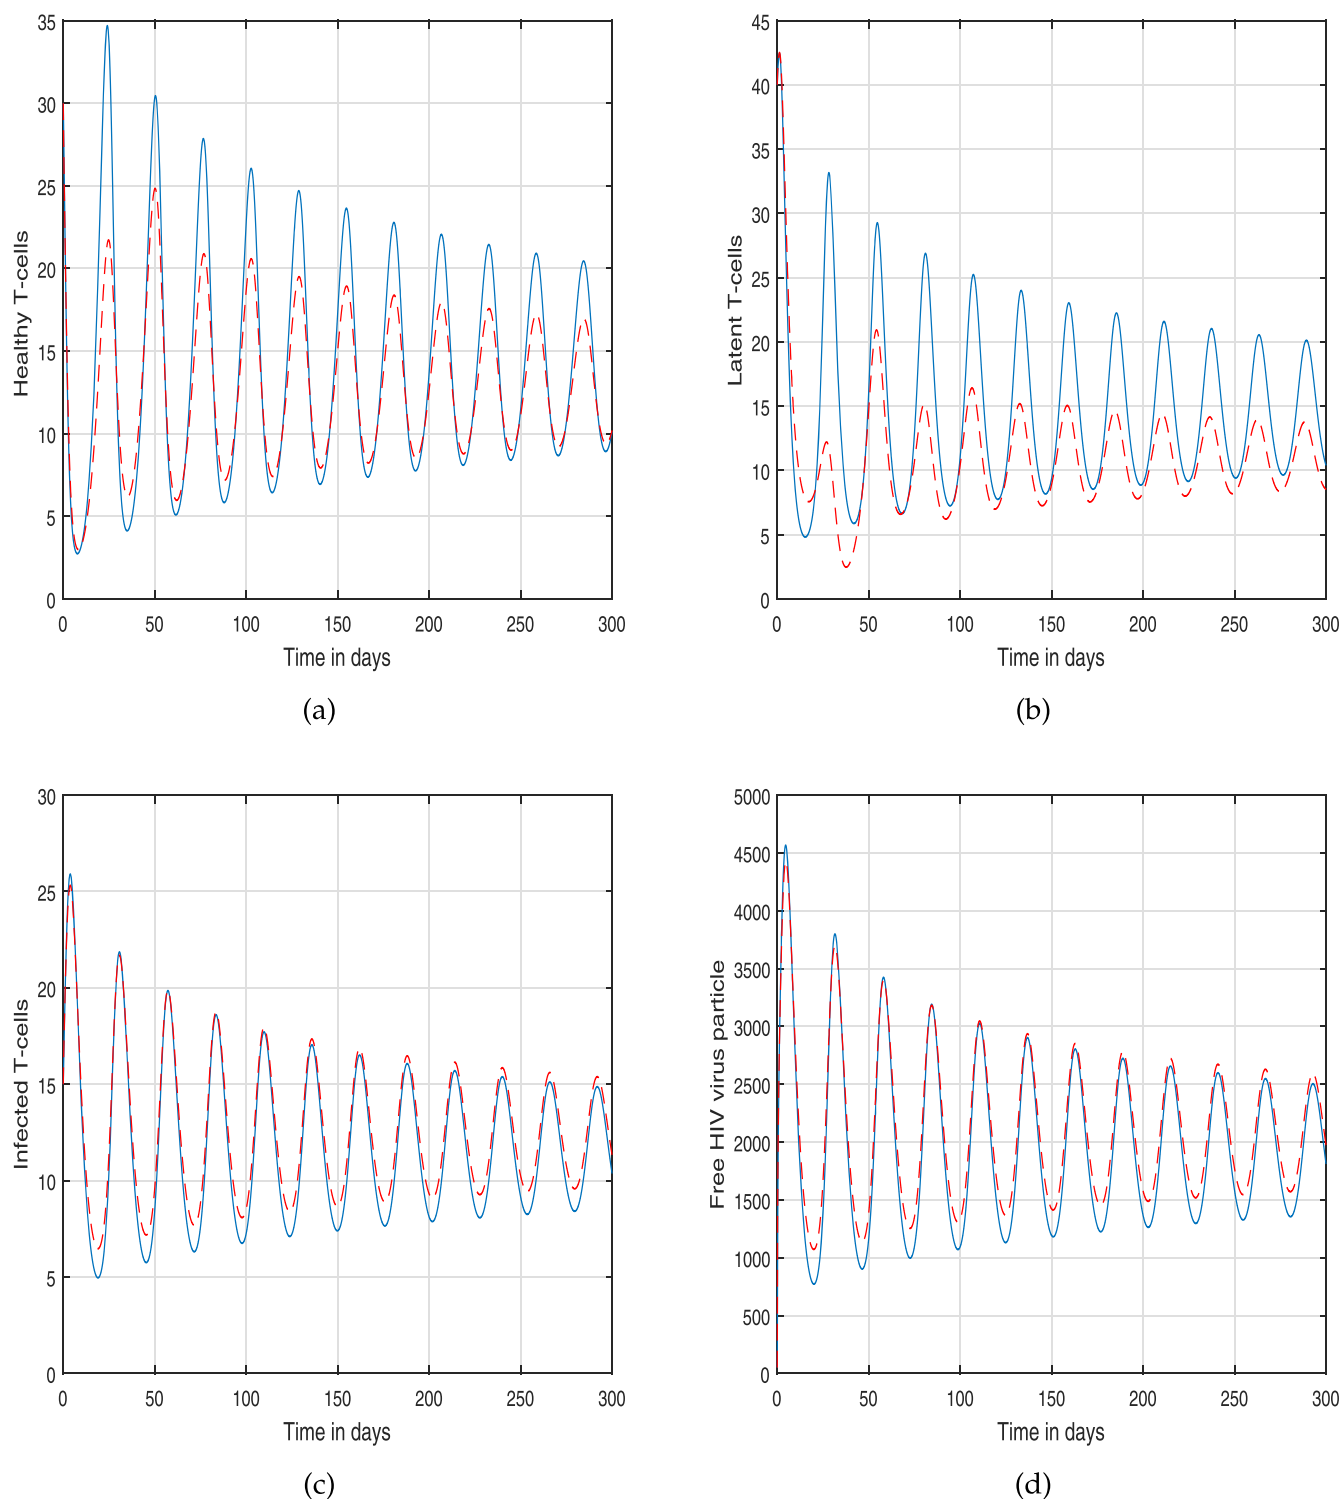 35
30
25
20
15
10
5
0
Healthy T-cells
0 50 100 150 200 250 300
Time in days
(a)
45
40
35
30
25
20
15
10
5
0
Latent T-cells
0 50 100 150 200 250 300
Time in days
(b)
30
25
20
15
10
5
0
Infected T-cells
0 50 100 150 200 250 300
Time in days
(c)
5000
4500
4000
3500
3000
2500
2000
1500
1000
500
0
Free HIV virus particle
0 50 100 150 200 250 300
Time in days
(d)